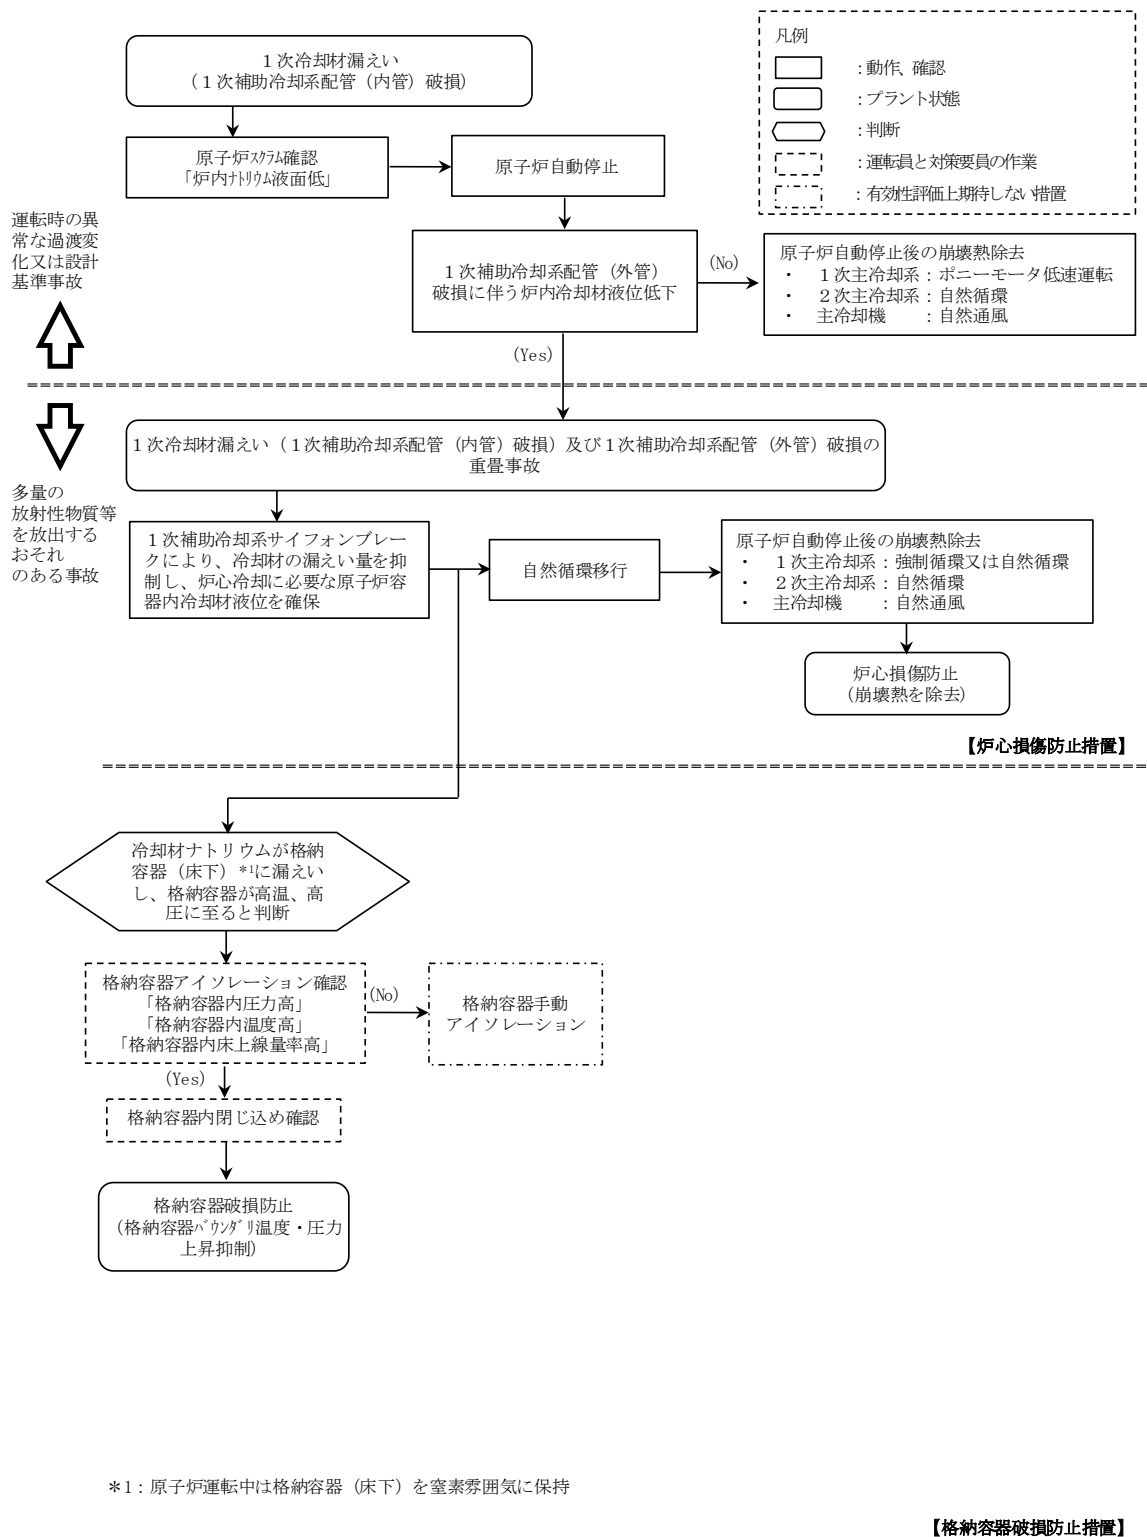 凡例
：動作、確認
：プラント状態
：判断
：運転員と対策要員の作業
：有効性評価上期待しない措置
１次冷却材漏えい
（１次補助冷却系配管（内管）破損）
原子炉ｽｸﾗﾑ確認
「炉内ﾅﾄﾘｳﾑ液面低」
原子炉自動停止
運転時の異
常な過渡変
化又は設計
基準事故
１次補助冷却系配管（外管）
破損に伴う炉内冷却材液位低下
(No)
原子炉自動停止後の崩壊熱除去
・　１次主冷却系：ポニーモータ低速運転
・　２次主冷却系：自然循環
・　主冷却機　　：自然通風
(Yes)
１次冷却材漏えい（１次補助冷却系配管（内管）破損）及び１次補助冷却系配管（外管）破損の
重畳事故
多量の
放射性物質等
を放出する
おそれ
のある事故
１次補助冷却系サイフォンブレー
クにより、冷却材の漏えい量を抑
制し、炉心冷却に必要な原子炉容
器内冷却材液位を確保
自然循環移行
原子炉自動停止後の崩壊熱除去
・　１次主冷却系：強制循環又は自然循環
・　２次主冷却系：自然循環
・　主冷却機　　：自然通風
炉心損傷防止
（崩壊熱を除去）
【炉心損傷防止措置】
冷却材ナトリウムが格納
容器（床下）*1に漏えい
し、格納容器が高温、高
圧に至ると判断
格納容器アイソレーション確認
「格納容器内圧力高」
「格納容器内温度高」
「格納容器内床上線量率高」
(No)
格納容器手動
アイソレーション
(Yes)
格納容器内閉じ込め確認
格納容器破損防止
（格納容器ﾊﾞｳﾝﾀﾞﾘ温度・圧力
上昇抑制）
＊1：原子炉運転中は格納容器（床下）を窒素雰囲気に保持
【格納容器破損防止措置】